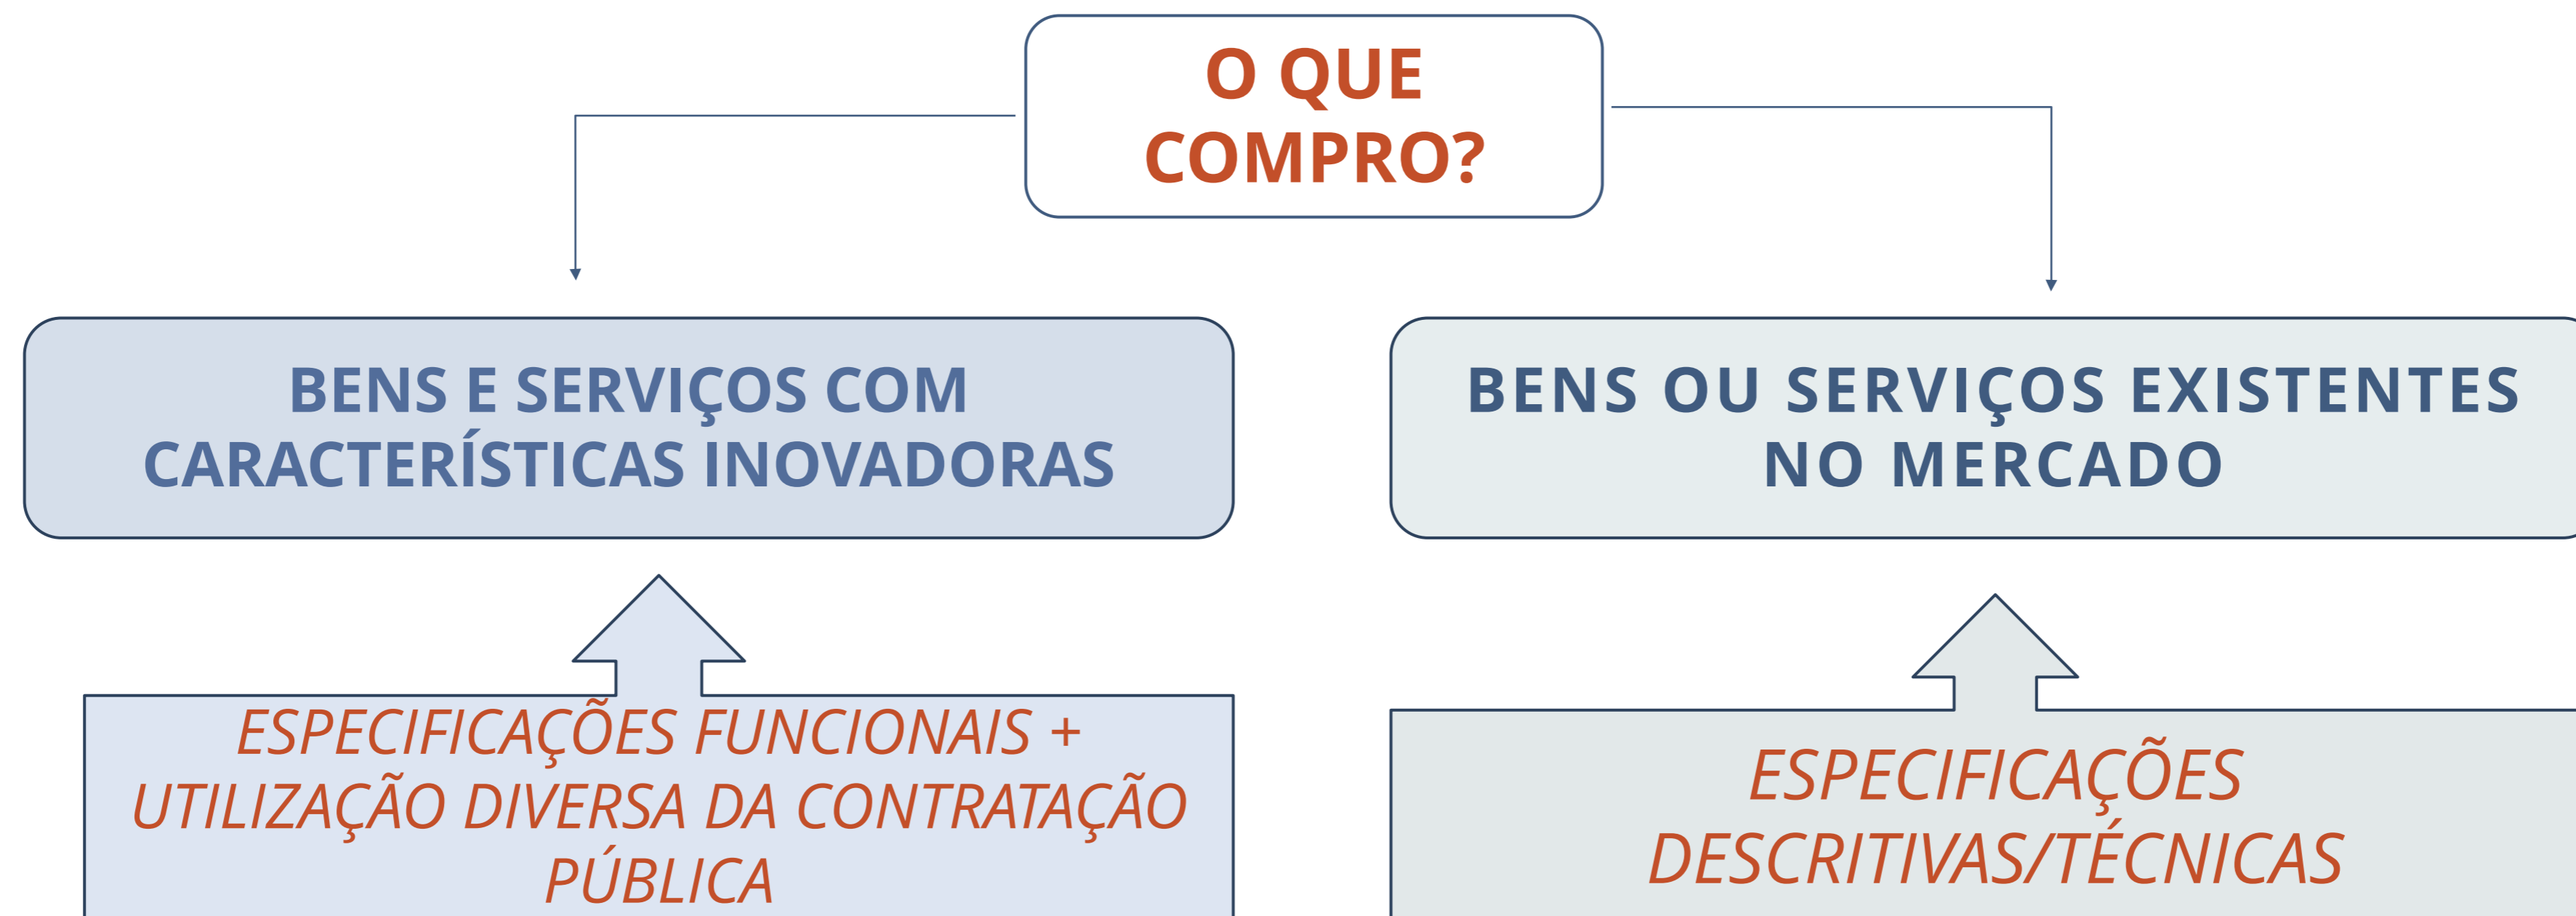 O QUE
COMPRO?
BENS E SERVIÇOS COM
CARACTERÍSTICAS INOVADORAS
BENS OU SERVIÇOS EXISTENTES
NO MERCADO
ESPECIFICAÇÕES FUNCIONAIS +
UTILIZAÇÃO DIVERSA DA CONTRATAÇÃO
PÚBLICA
ESPECIFICAÇÕES
DESCRITIVAS/TÉCNICAS